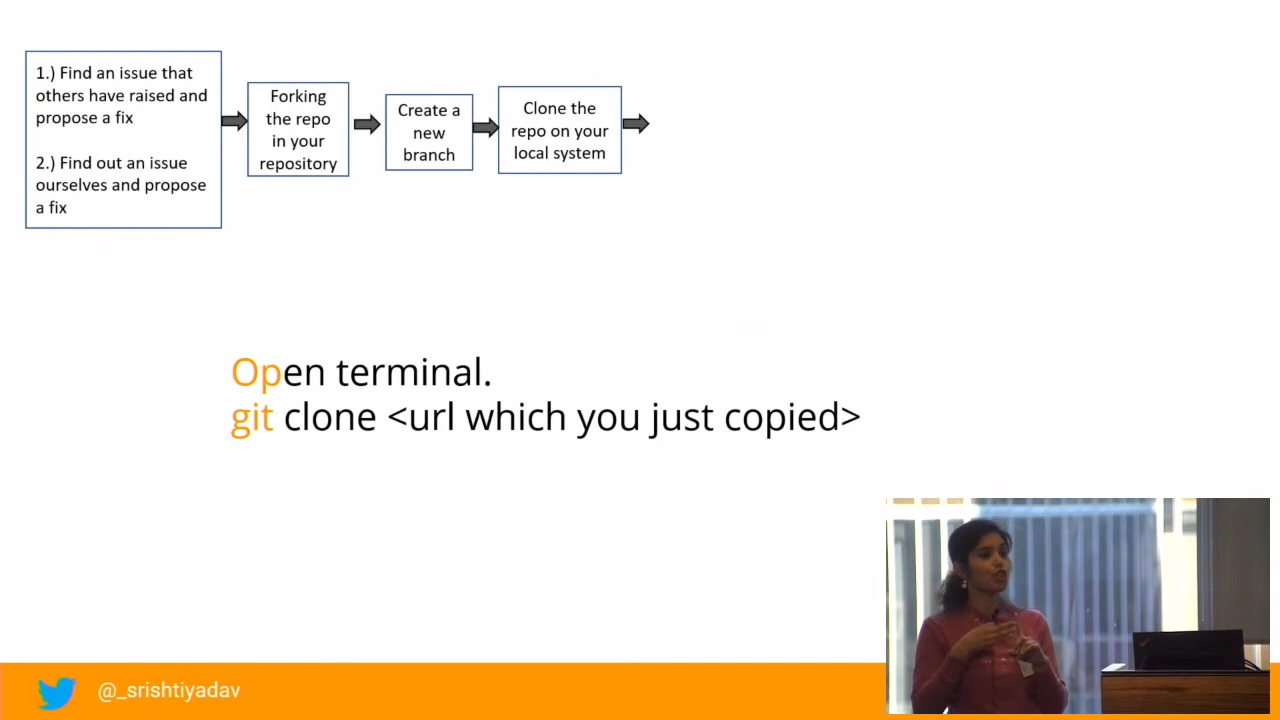 1.) Find an issue that
others have raised and
propose a fix
2.) Find out an issue
ourselves and propose
a fix
Forking
the repo
in your
repository
Create a
new
branch
Clone the
repo on your
local system
Open terminal.
git clone <url which you just copied>
@_srishtiyadav